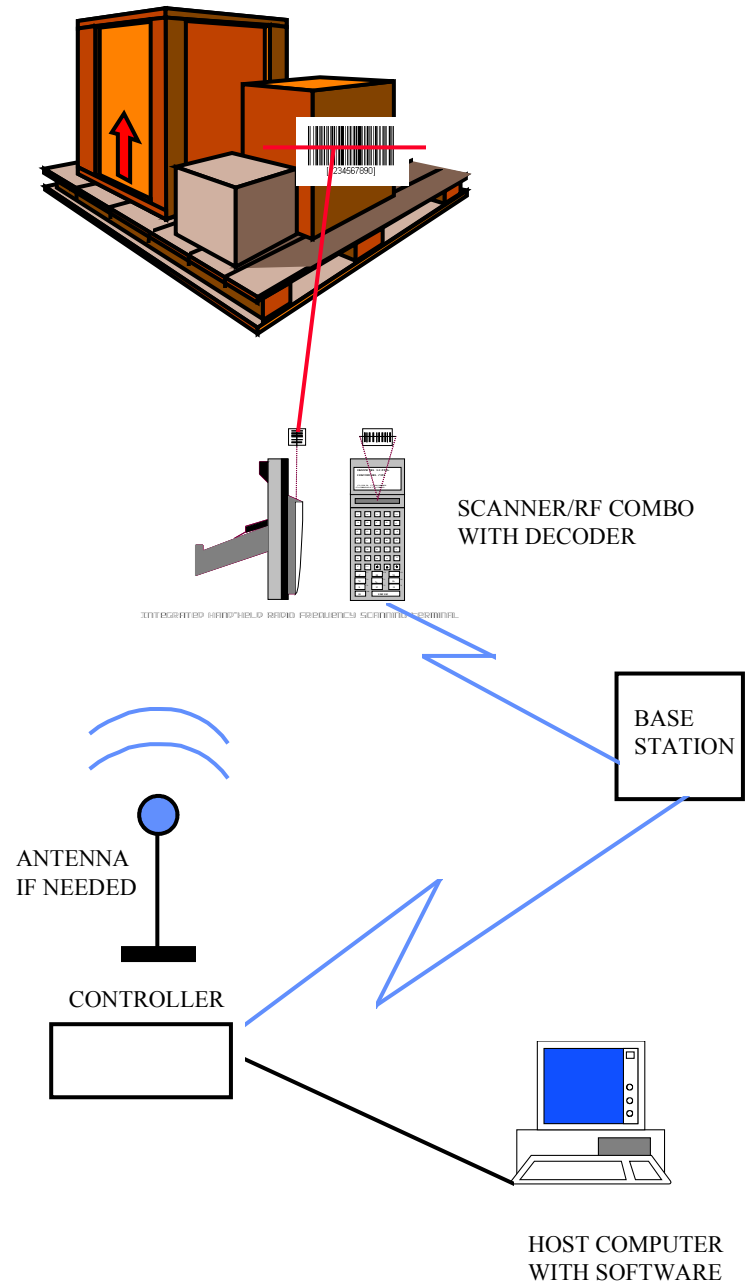 SCANNER/RF COMBO
WITH DECODER
INTEGRATED HAND HELD RADIO FREQUENCY SCANNING TERMINAL
BASE
STATION
ANTENNA
IF NEEDED
CONTROLLER
HOST COMPUTER
WITH SOFTWARE